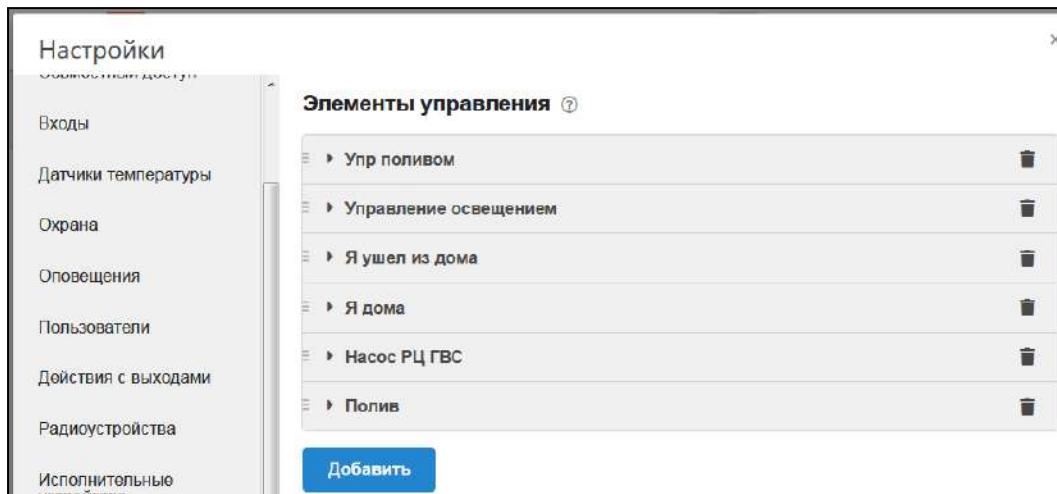 Настройки
×
Входы
Датчики температуры
Охрана
Оповещения
Пользователи
Действия с выходами
Радиоустройства
Исполнительные
Элементы управления ?
Упр поливом
Управление освещением
Я ушел из дома
Я дома
Насос РЦ ГВС
Полив
Добавить